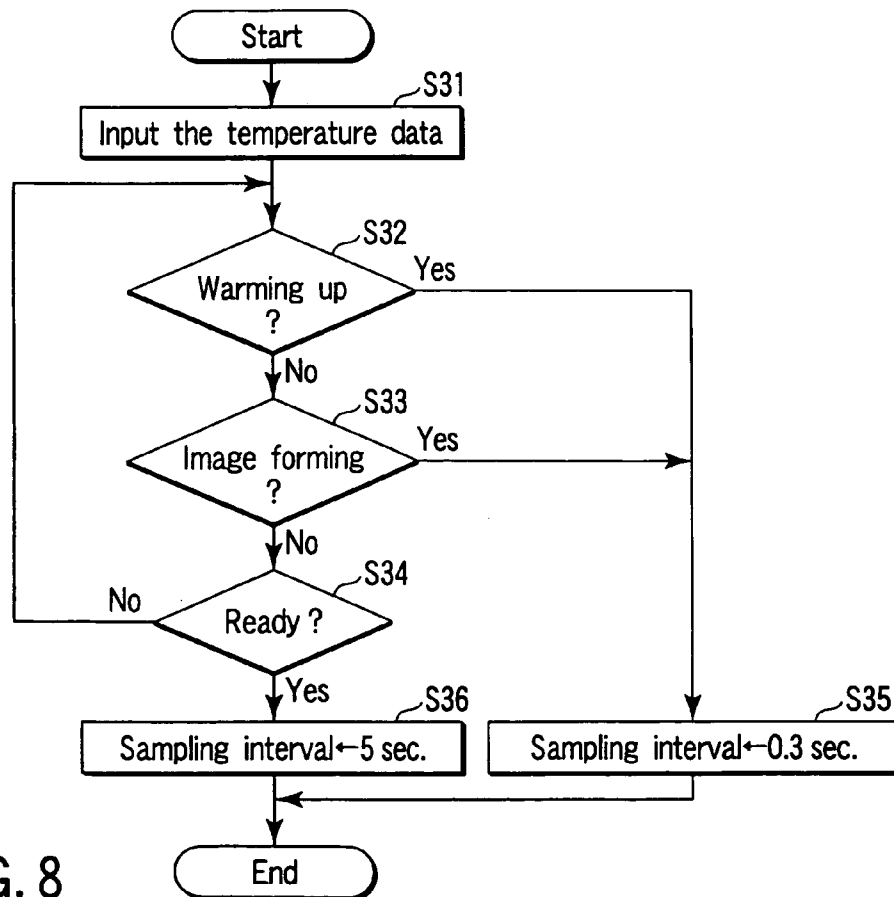 Start
S31
Input the temperature data
S32
Warming up
?
Yes
No
S33
Image forming
?
Yes
No
S34
Ready ?
No
Yes
S36
Sampling interval←5 sec.
S35
Sampling interval←0.3 sec.
End
G. 8